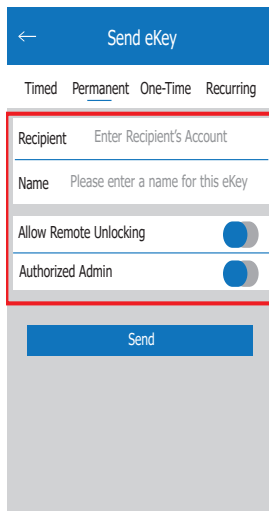 Send eKey
Timed Permanent One-Time Recurring
Recipient Enter Recipient's Account
Name Please enter a name for this eKey
Allow Remote Unlocking
Authorized Admin
Send